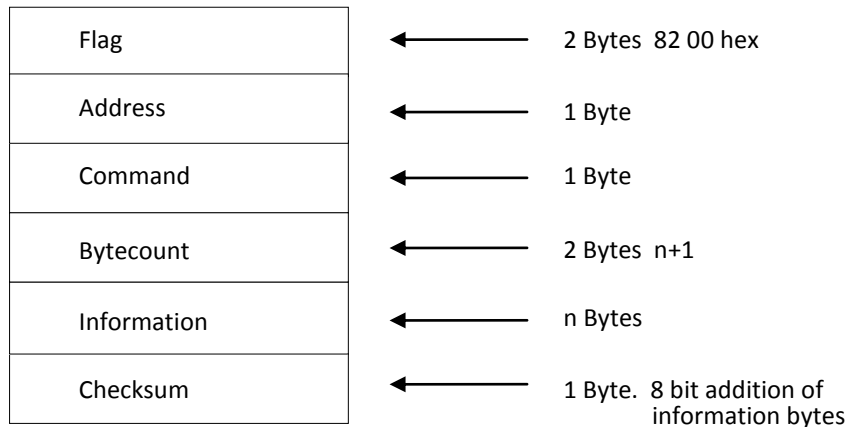 Flag 2 Bytes 82 00 hex
Address 1 Byte
Command 1 Byte
Bytecount 2 Bytes n+1
Information n Bytes
Checksum 1 Byte. 8 bit addition of
information bytes